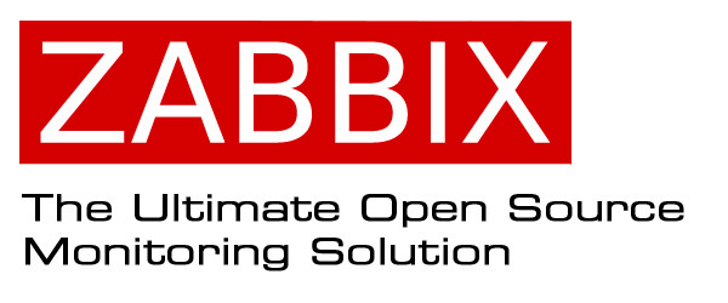 ZABBIX
The Ultimate Open Source
Monitoring Solution